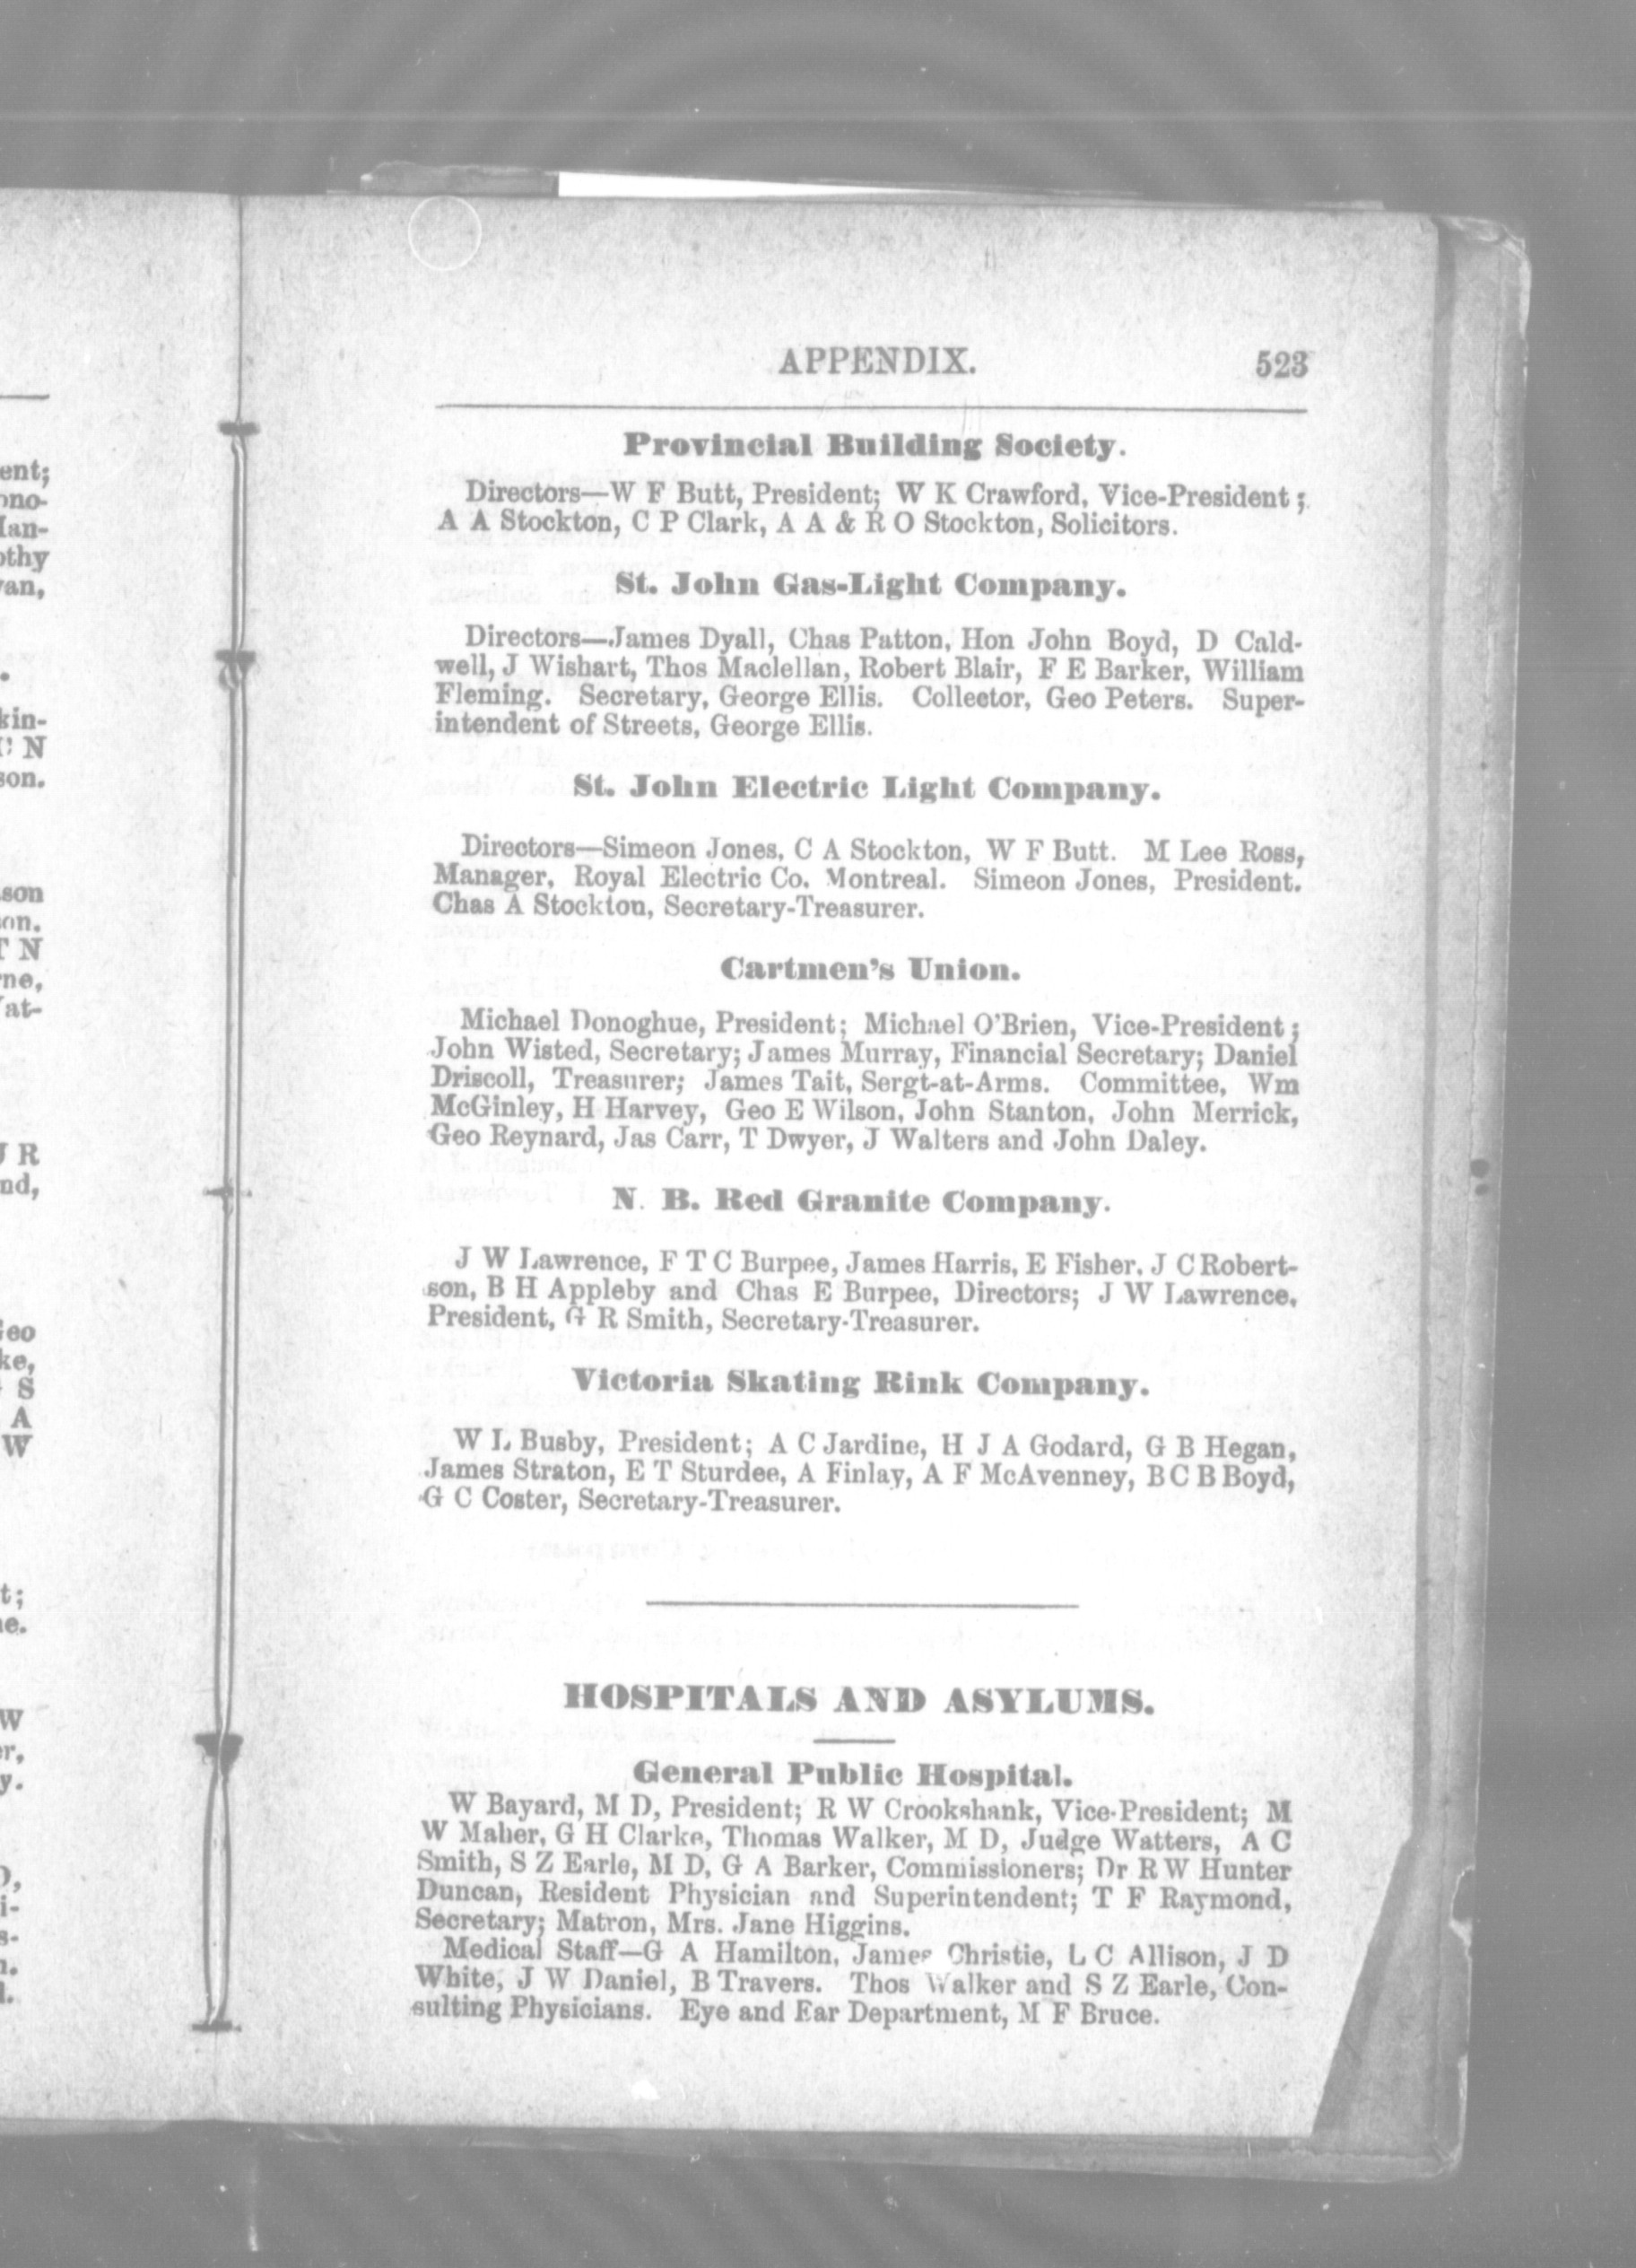 APPENDIX. 523
Provincial Building Society.
Directors—W F Butt, President; W K Crawford, Vice-President;
A A Stockton, C P Clark, A A & R O Stockton, Solicitors.
St. John Gas-Light Company.
Directors—James Dyall, Chas Patton, Hon John Boyd, D Cald-
well, J Wishart, Thos Maclellan, Robert Blair, F E Barker, William
Fleming. Secretary, George Ellis. Collector, Geo Peters. Super-
intendent of Streets, George Ellis.
St. John Electric Light Company.
Directors—Simeon Jones, C A Stockton, W F Butt. M Lee Ross,
Manager, Royal Electric Co. Montreal. Simeon Jones, President.
Chas A Stockton, Secretary-Treasurer.
Cartmen's Union.
Michael Donoghue, President; Michael O'Brien, Vice-President;
John Wisted, Secretary; James Murray, Financial Secretary; Daniel
Driscoll, Treasurer; James Tait, Sergt-at-Arms. Committee, Wm
McGinley, H Harvey, Geo E Wilson, John Stanton, John Merrick,
Geo Reynard, Jas Carr, T Dwyer, J Walters and John Daley.
N. B. Red Granite Company.
J W Lawrence, F T C Burpee, James Harris, E Fisher, J C Robert-
son, B H Appleby and Chas E Burpee, Directors; J W Lawrence,
President, G R Smith, Secretary-Treasurer.
Victoria Skating Rink Company.
W L Busby, President; A C Jardine, H J A Godard, G B Hegan,
James Straton, E T Sturdee, A Finlay, A F McAvenney, B C B Boyd,
G C Coster, Secretary-Treasurer.
HOSPITALS AND ASYLUMS.
General Public Hospital.
W Bayard, M D, President; R W Crookshank, Vice-President; M
W Maher, G H Clarke, Thomas Walker, M D, Judge Watters, A C
Smith, S Z Earle, M D, G A Barker, Commissioners; Dr R W Hunter
Duncan, Resident Physician and Superintendent; T F Raymond,
Secretary; Matron, Mrs. Jane Higgins.
Medical Staff—G A Hamilton, James Christie, L C Allison, J D
White, J W Daniel, B Travers. Thos Walker and S Z Earle, Con-
sulting Physicians. Eye and Ear Department, M F Bruce.